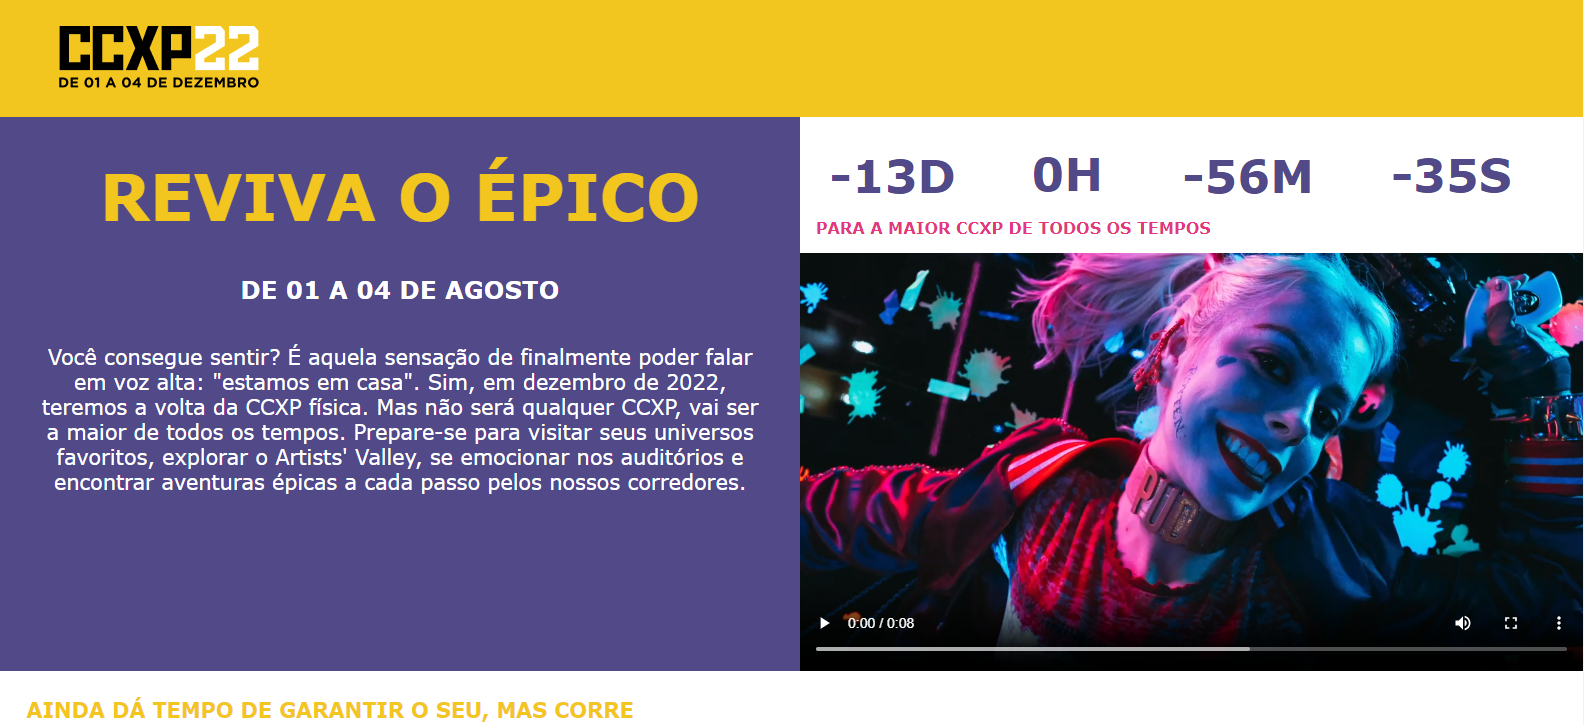 CCXP22
DE 01 A 04 DE DEZEMBRO
REVIVA O ÉPICO
DE 01 A 04 DE AGOSTO
Você consegue sentir? É aquela sensação de finalmente poder falar
em voz alta: "estamos em casa". Sim, em dezembro de 2022,
teremos a volta da CCXP física. Mas não será qualquer CCXP, vai ser
a maior de todos os tempos. Prepare-se para visitar seus universos
favoritos, explorar o Artists' Valley, se emocionar nos auditórios e
encontrar aventuras épicas a cada passo pelos nossos corredores.
-13D 0H -56M -35S
PARA A MAIOR CCXP DE TODOS OS TEMPOS
0:00 / 0:08
AINDA DÁ TEMPO DE GARANTIR O SEU, MAS CORRE